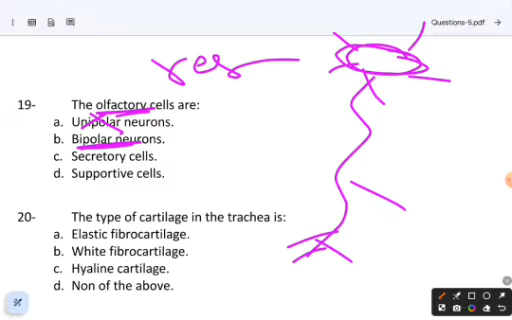 Questions-5.pdf
yes
19- The olfactory cells are:
a. Unipolar neurons.
b. Bipolar neurons.
c. Secretory cells.
d. Supportive cells.
20- The type of cartilage in the trachea is:
a. Elastic fibrocartilage.
b. White fibrocartilage.
c. Hyaline cartilage.
d. Non of the above.